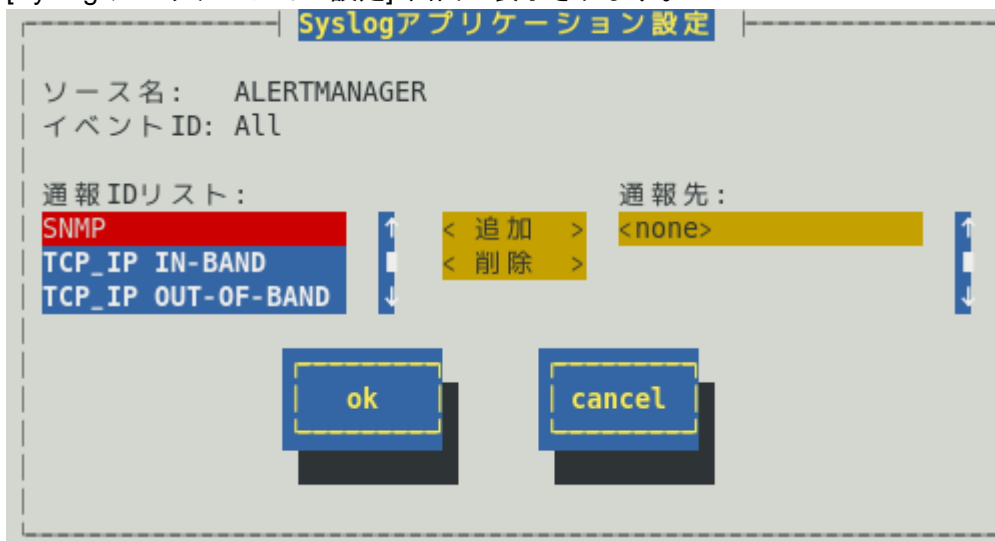 Syslogアプリケーション設定
ソース名: ALERTMANAGER
イベントID: All
通報IDリスト: 通報先:
SNMP ↑ < 追加 > <none> ↑
TCP_IP IN-BAND < 削除 >
TCP_IP OUT-OF-BAND ↓ ↓
ok cancel